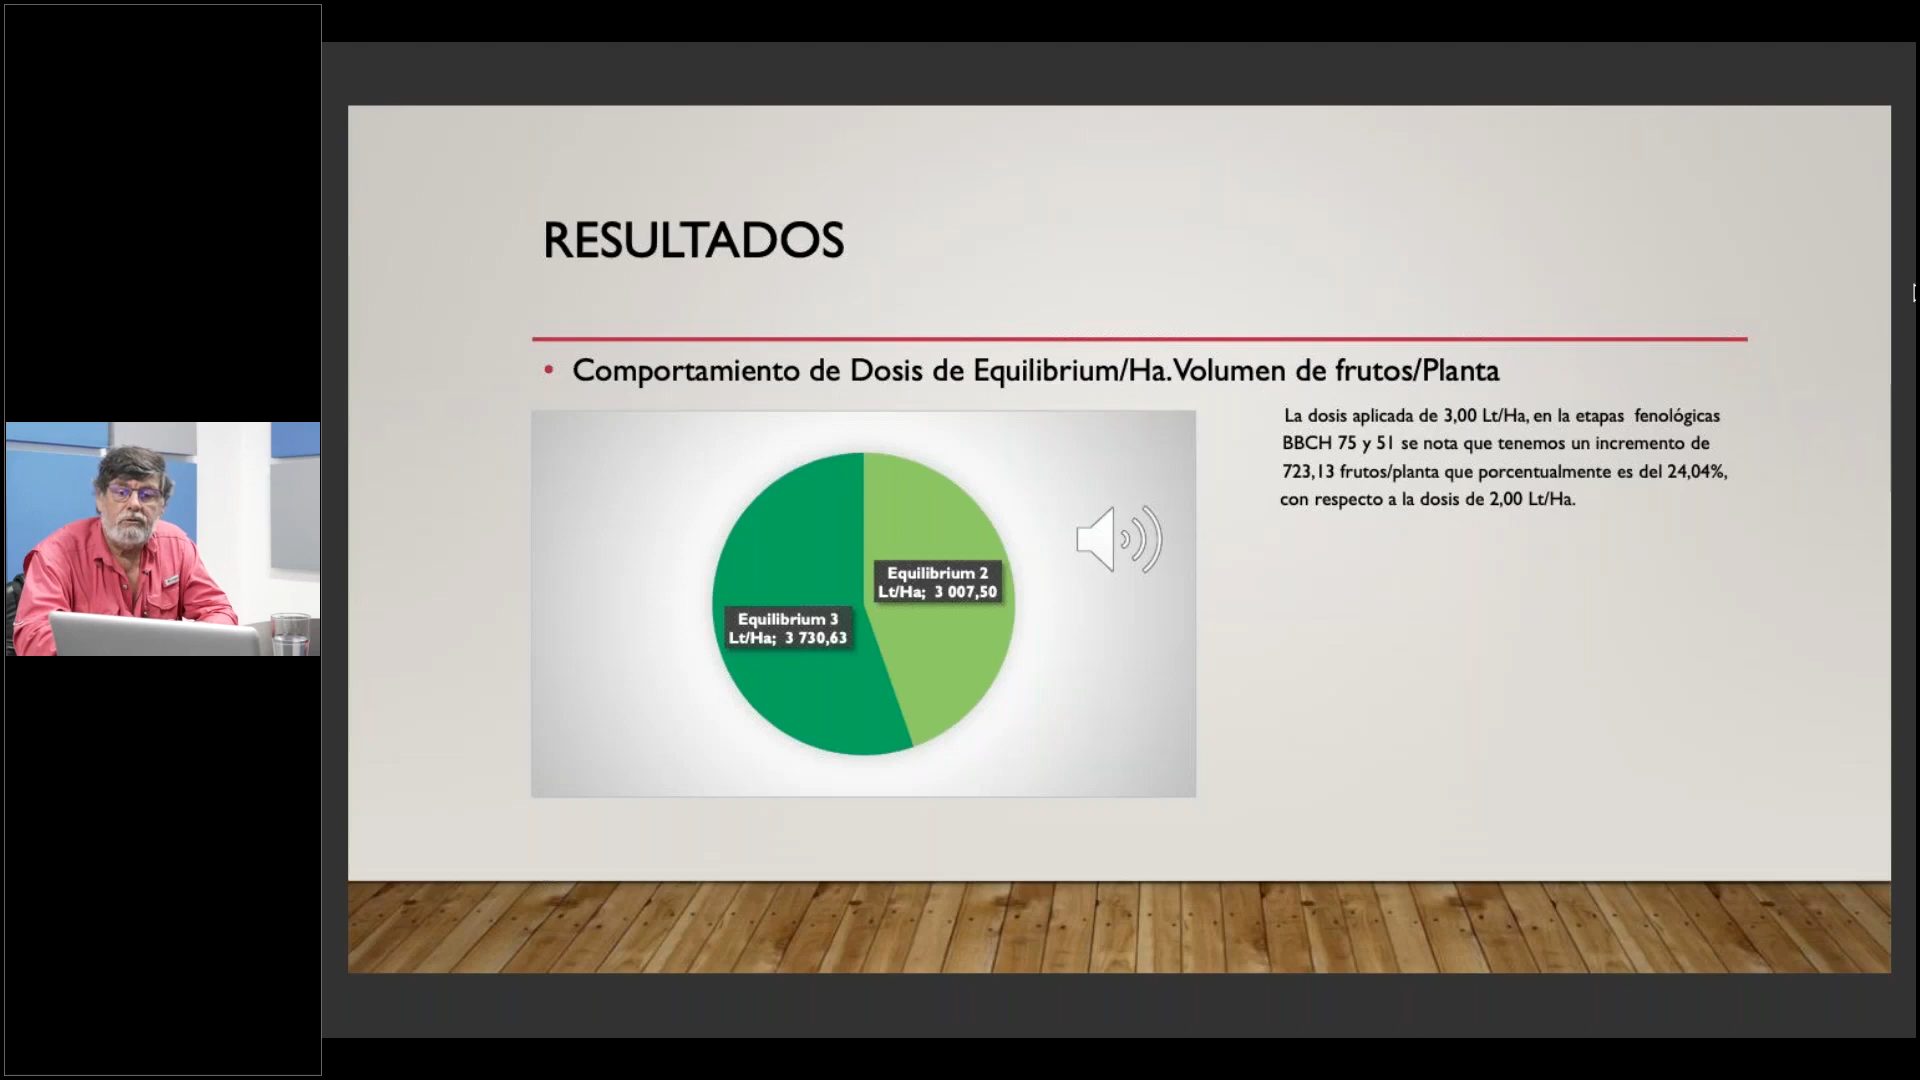 RESULTADOS
• Comportamiento de Dosis de Equilibrium/Ha. Volumen de frutos/Planta
La dosis aplicada de 3,00 Lt/Ha, en la etapas fenológicas
BBCH 75 y 51 se nota que tenemos un incremento de
723,13 frutos/planta que porcentualmente es del 24,04%,
con respecto a la dosis de 2,00 Lt/Ha.
Equilibrium 2
Lt/Ha; 3 007,50
Equilibrium 3
Lt/Ha; 3 730,63